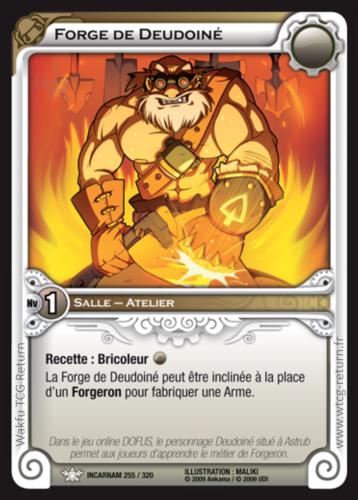 Forge de Deudoiné
Nv 1
Salle – Atelier
Recette : Bricoleur
La Forge de Deudoiné peut être inclinée à la place
d'un Forgeron pour fabriquer une Arme.
Dans le jeu online DOFUS, le personnage Deudoiné situé à Astrub
permet aux joueurs d'apprendre le métier de Forgeron.
INCARNAM 255 / 320
ILLUSTRATION : MALIKI
© 2009 Ankama / © 2009 UDI
Wakfu TCG Return
www.wtcg-return.fr